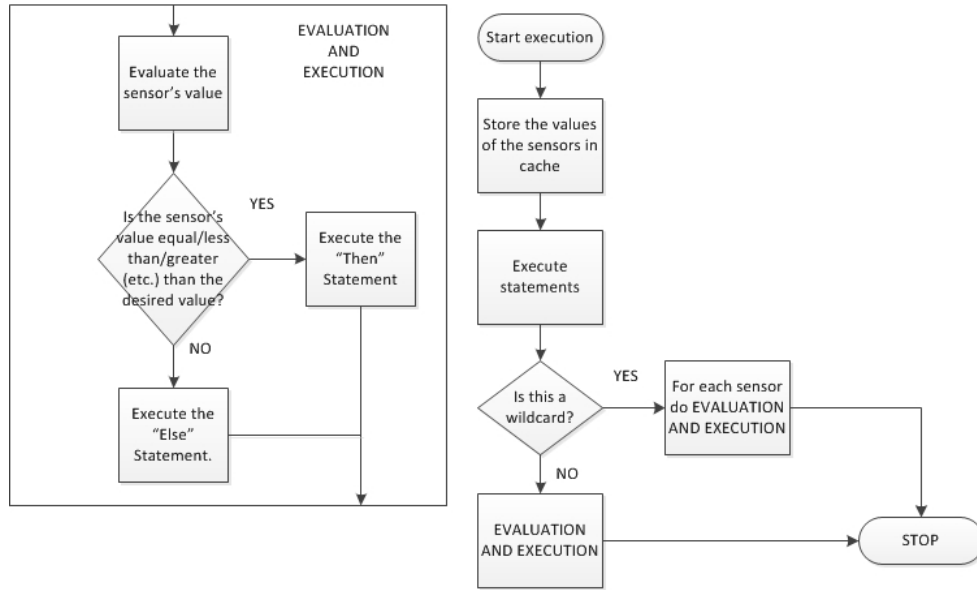 EVALUATION
AND
EXECUTION
Evaluate the
sensor's value
Is the sensor's
value equal/less
than/greater
(etc.) than the
desired value?
YES
Execute the
“Then”
Statement
NO
Execute the
“Else”
Statement.
Start execution
Store the values
of the sensors in
cache
Execute
statements
Is this a
wildcard?
YES
For each sensor
do EVALUATION
AND EXECUTION
NO
EVALUATION
AND EXECUTION
STOP